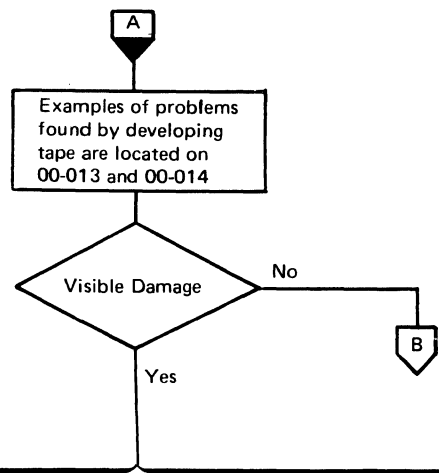 A
Examples of problems
found by developing
tape are located on
00-013 and 00-014
Visible Damage
No
B
Yes